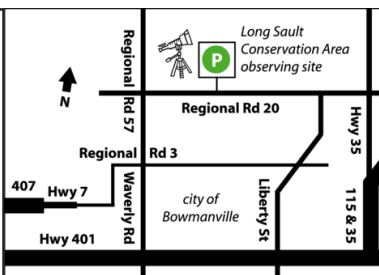 Long Sault
Conservation Area
observing site
P
N
Regional Rd 57
Regional Rd 20
Hwy 35
Regional Rd 3
407
Hwy 7
Waverly Rd
city of
Bowmanville
Liberty St
115 & 35
Hwy 401